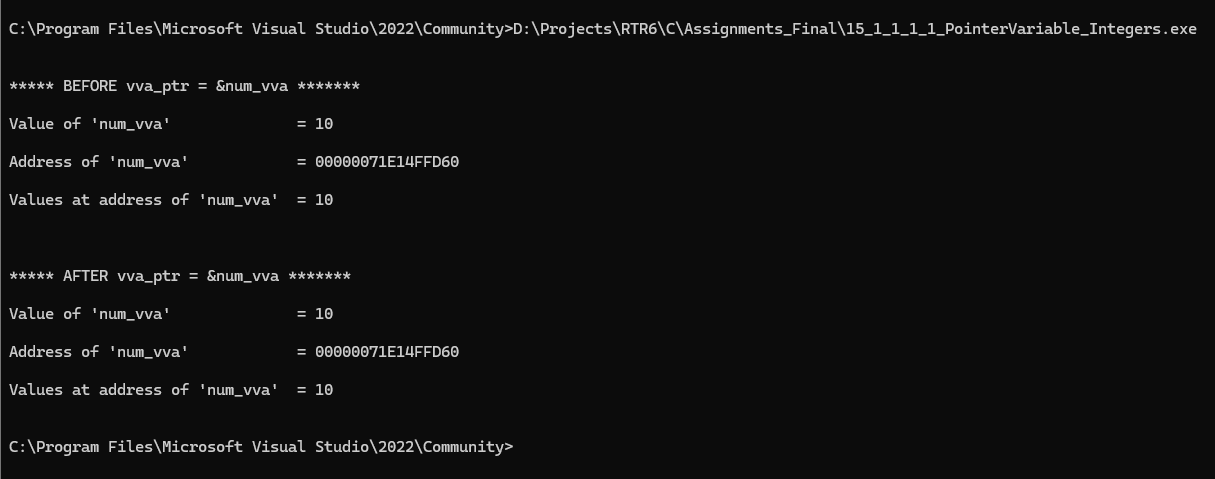 C:\Program Files\Microsoft Visual Studio\2022\Community>D:\Projects\RTR6\C\Assignments_Final\15_1_1_1_1_PointerVariable_Integers.exe
***** BEFORE vva_ptr = &num_vva *******
Value of 'num_vva'              = 10
Address of 'num_vva'            = 00000071E14FFD60
Values at address of 'num_vva'  = 10
***** AFTER vva_ptr = &num_vva *******
Value of 'num_vva'              = 10
Address of 'num_vva'            = 00000071E14FFD60
Values at address of 'num_vva'  = 10
C:\Program Files\Microsoft Visual Studio\2022\Community>